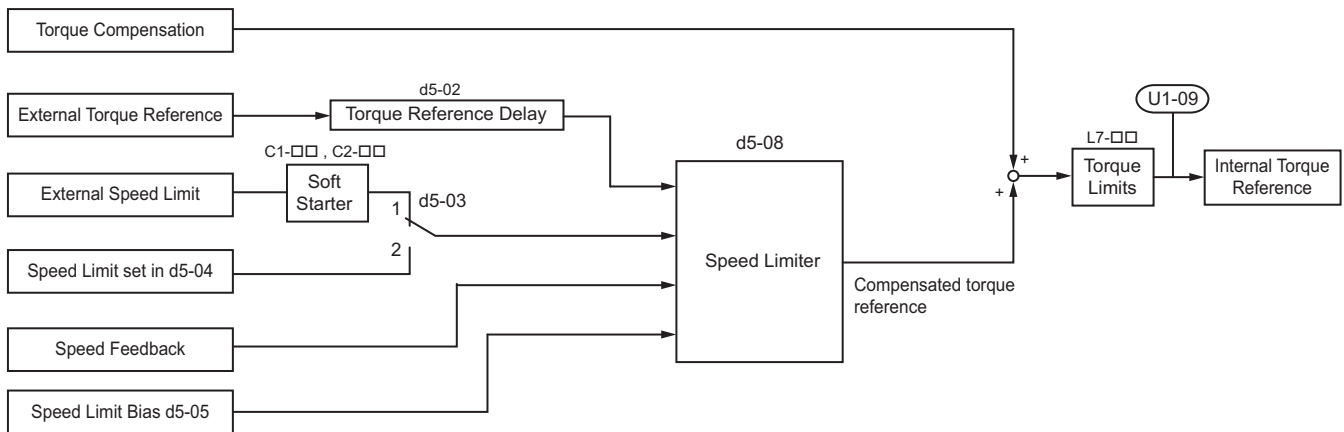 Torque Compensation
External Torque Reference
d5-02
Torque Reference Delay
C1-□□ , C2-□□
External Speed Limit
Soft
Starter
d5-03
1
2
Speed Limit set in d5-04
Speed Feedback
Speed Limit Bias d5-05
d5-08
Speed Limiter
Compensated torque
reference
+
+
L7-□□
Torque
Limits
U1-09
Internal Torque
Reference